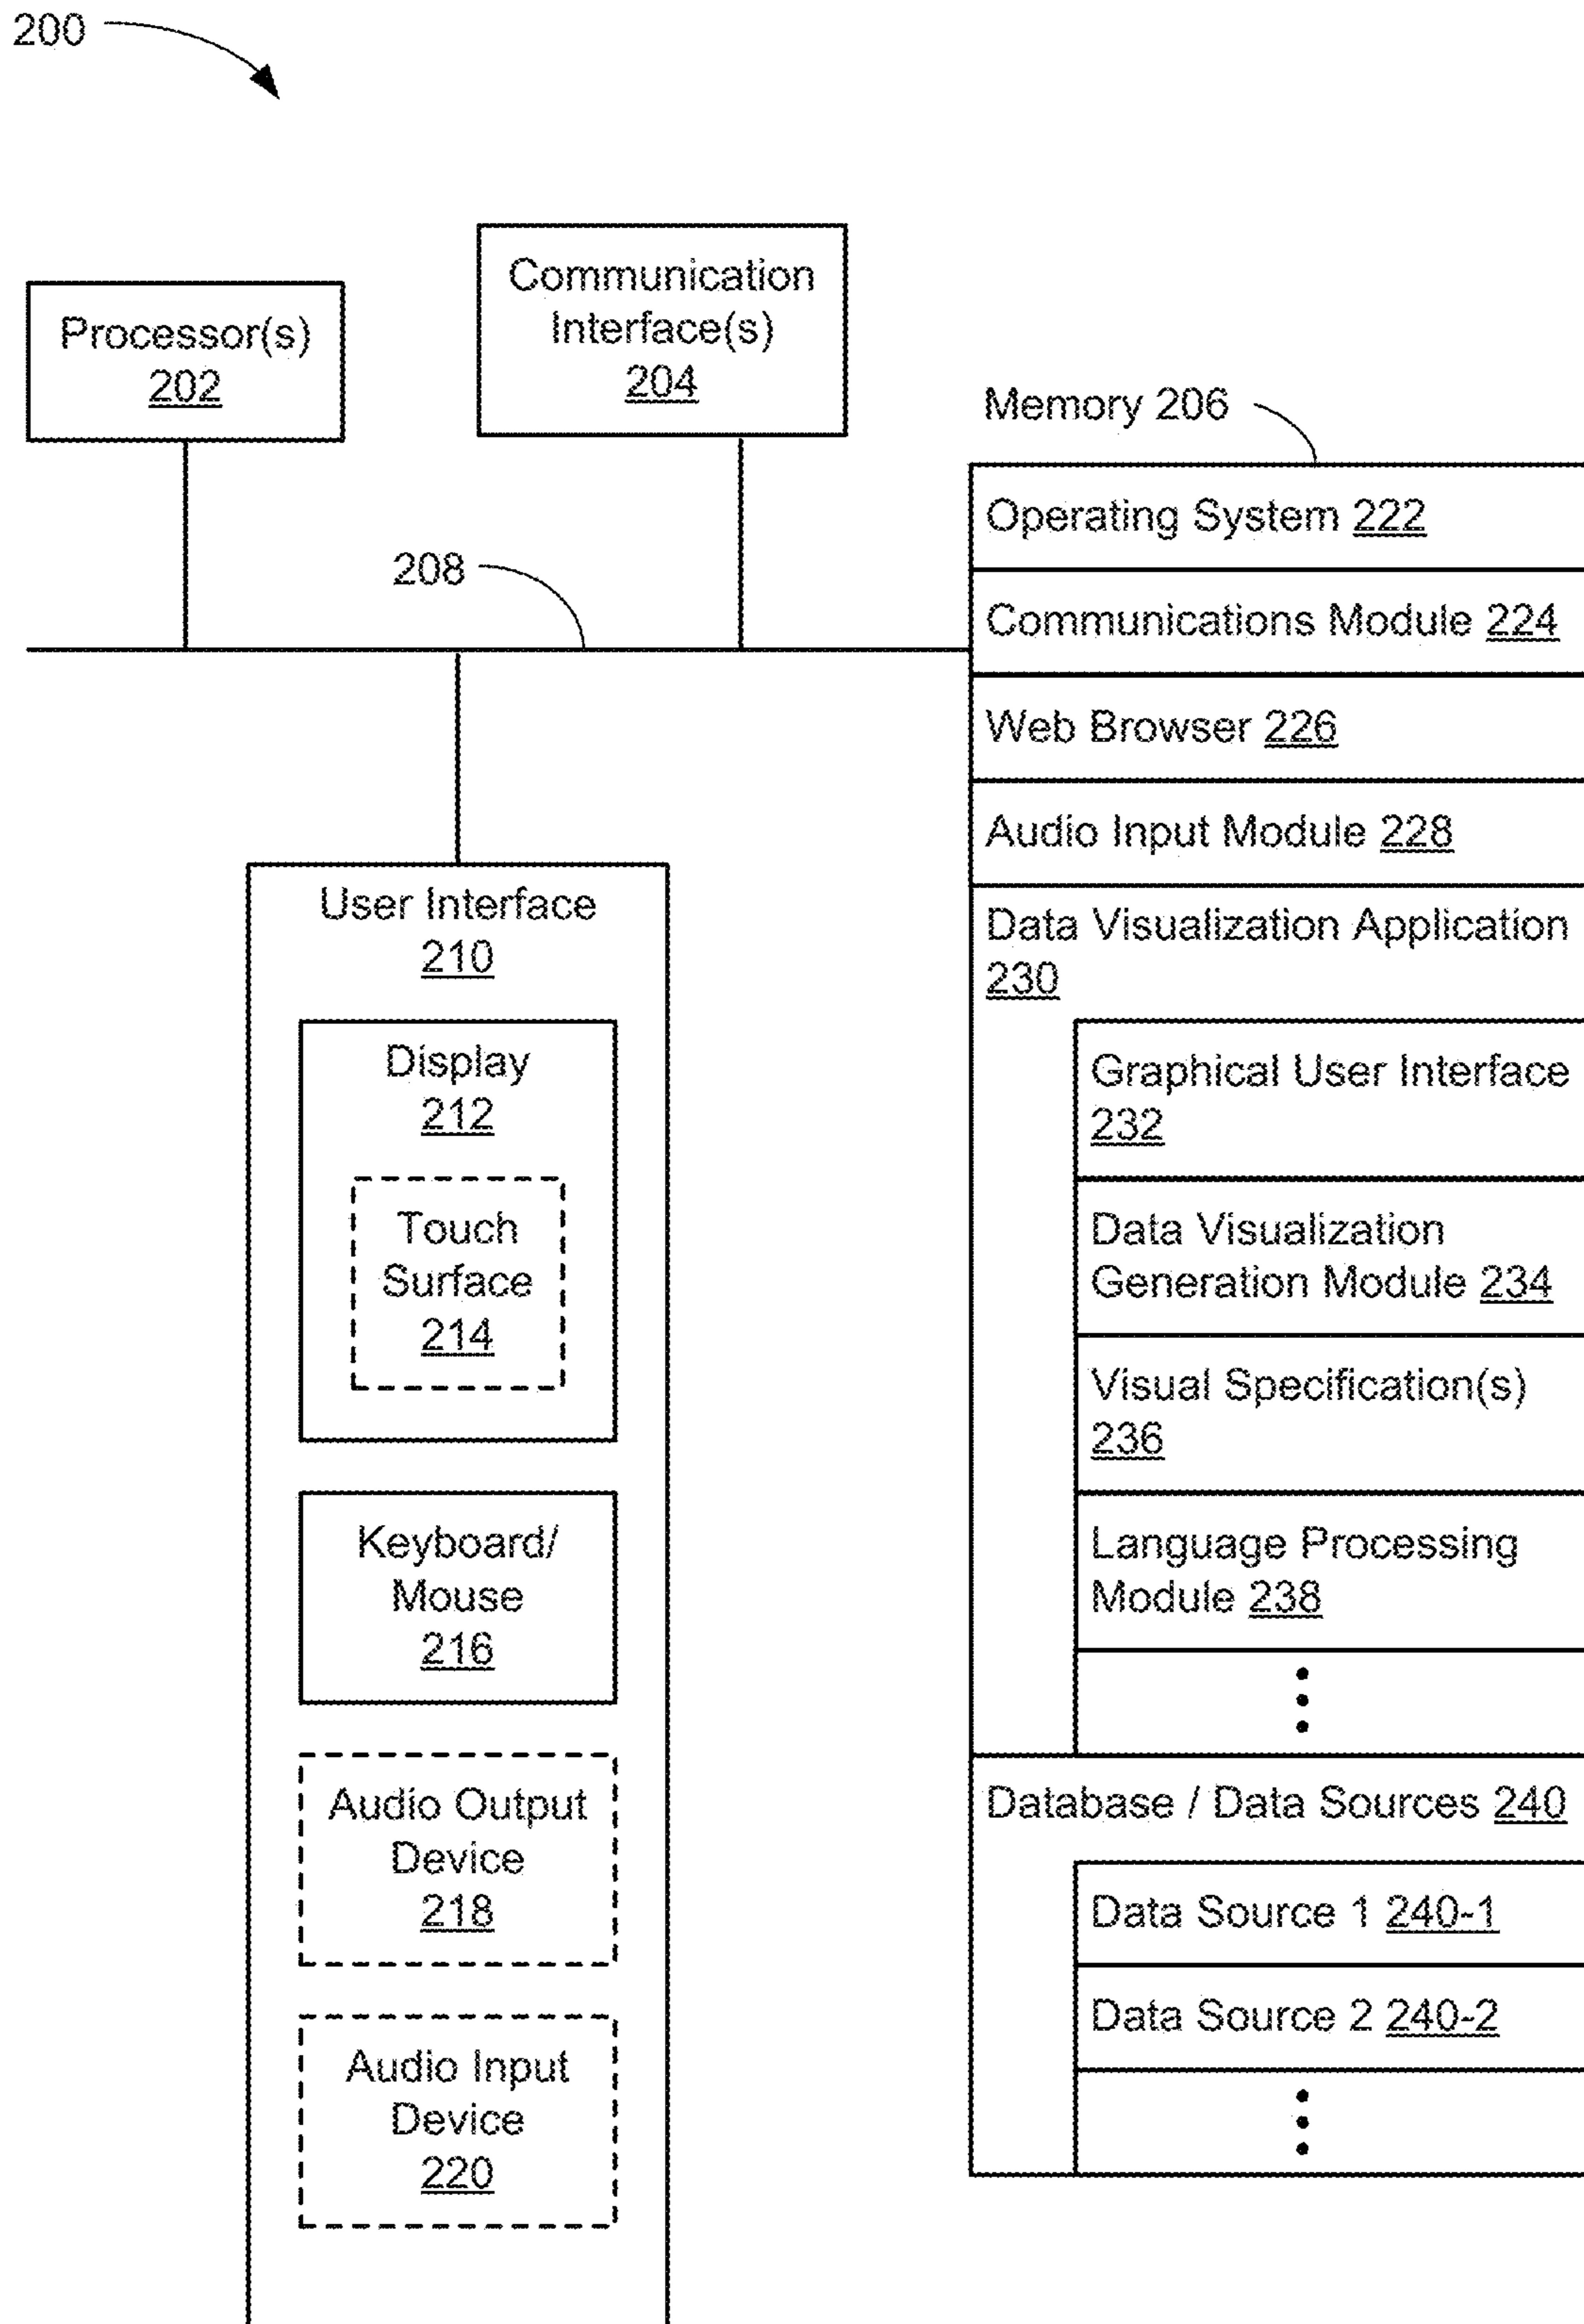 200
Processor(s)
202
Communication
Interface(s)
204
208
Memory 206
Operating System 222
Communications Module 224
Web Browser 226
Audio Input Module 228
Data Visualization Application
230
Graphical User Interface
232
Data Visualization
Generation Module 234
Visual Specification(s)
236
Language Processing
Module 238
Database / Data Sources 240
Data Source 1 240-1
Data Source 2 240-2
User Interface
210
Display
212
Touch
Surface
214
Keyboard/
Mouse
216
Audio Output
Device
218
Audio Input
Device
220